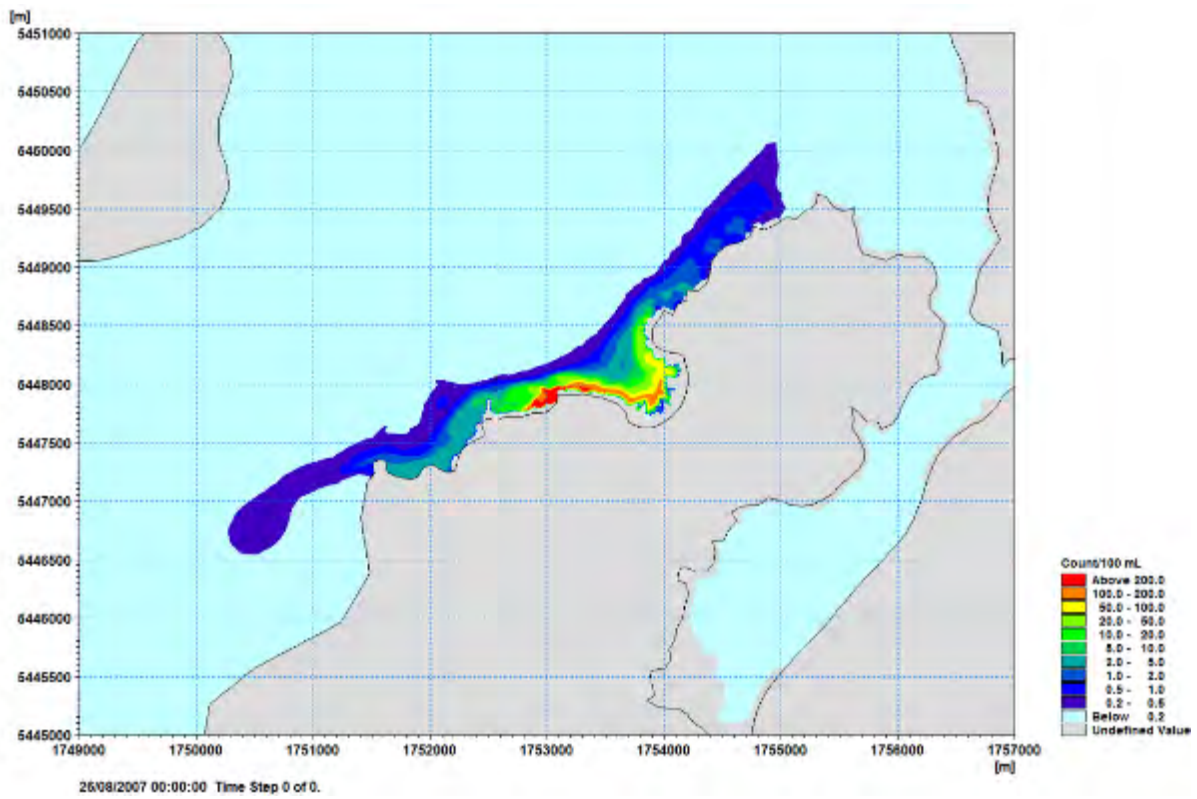 [m]
5451000
5450500
5460000
5449500
5449000
5448500
5448000
5447500
5447000
5446500
5446000
5445500
5445000
1749000 1750000 1751000 1752000 1753000 1754000 1755000 1756000 1757000
[m]
25/08/2007 00:00:00 Time Step 0 of 0.
Count/100 mL
Above 200.0
100.0 - 200.0
50.0 - 100.0
20.0 - 50.0
10.0 - 20.0
5.0 - 10.0
2.0 - 5.0
1.0 - 2.0
0.5 - 1.0
0.2 - 0.5
Below 0.2
Undefined Value